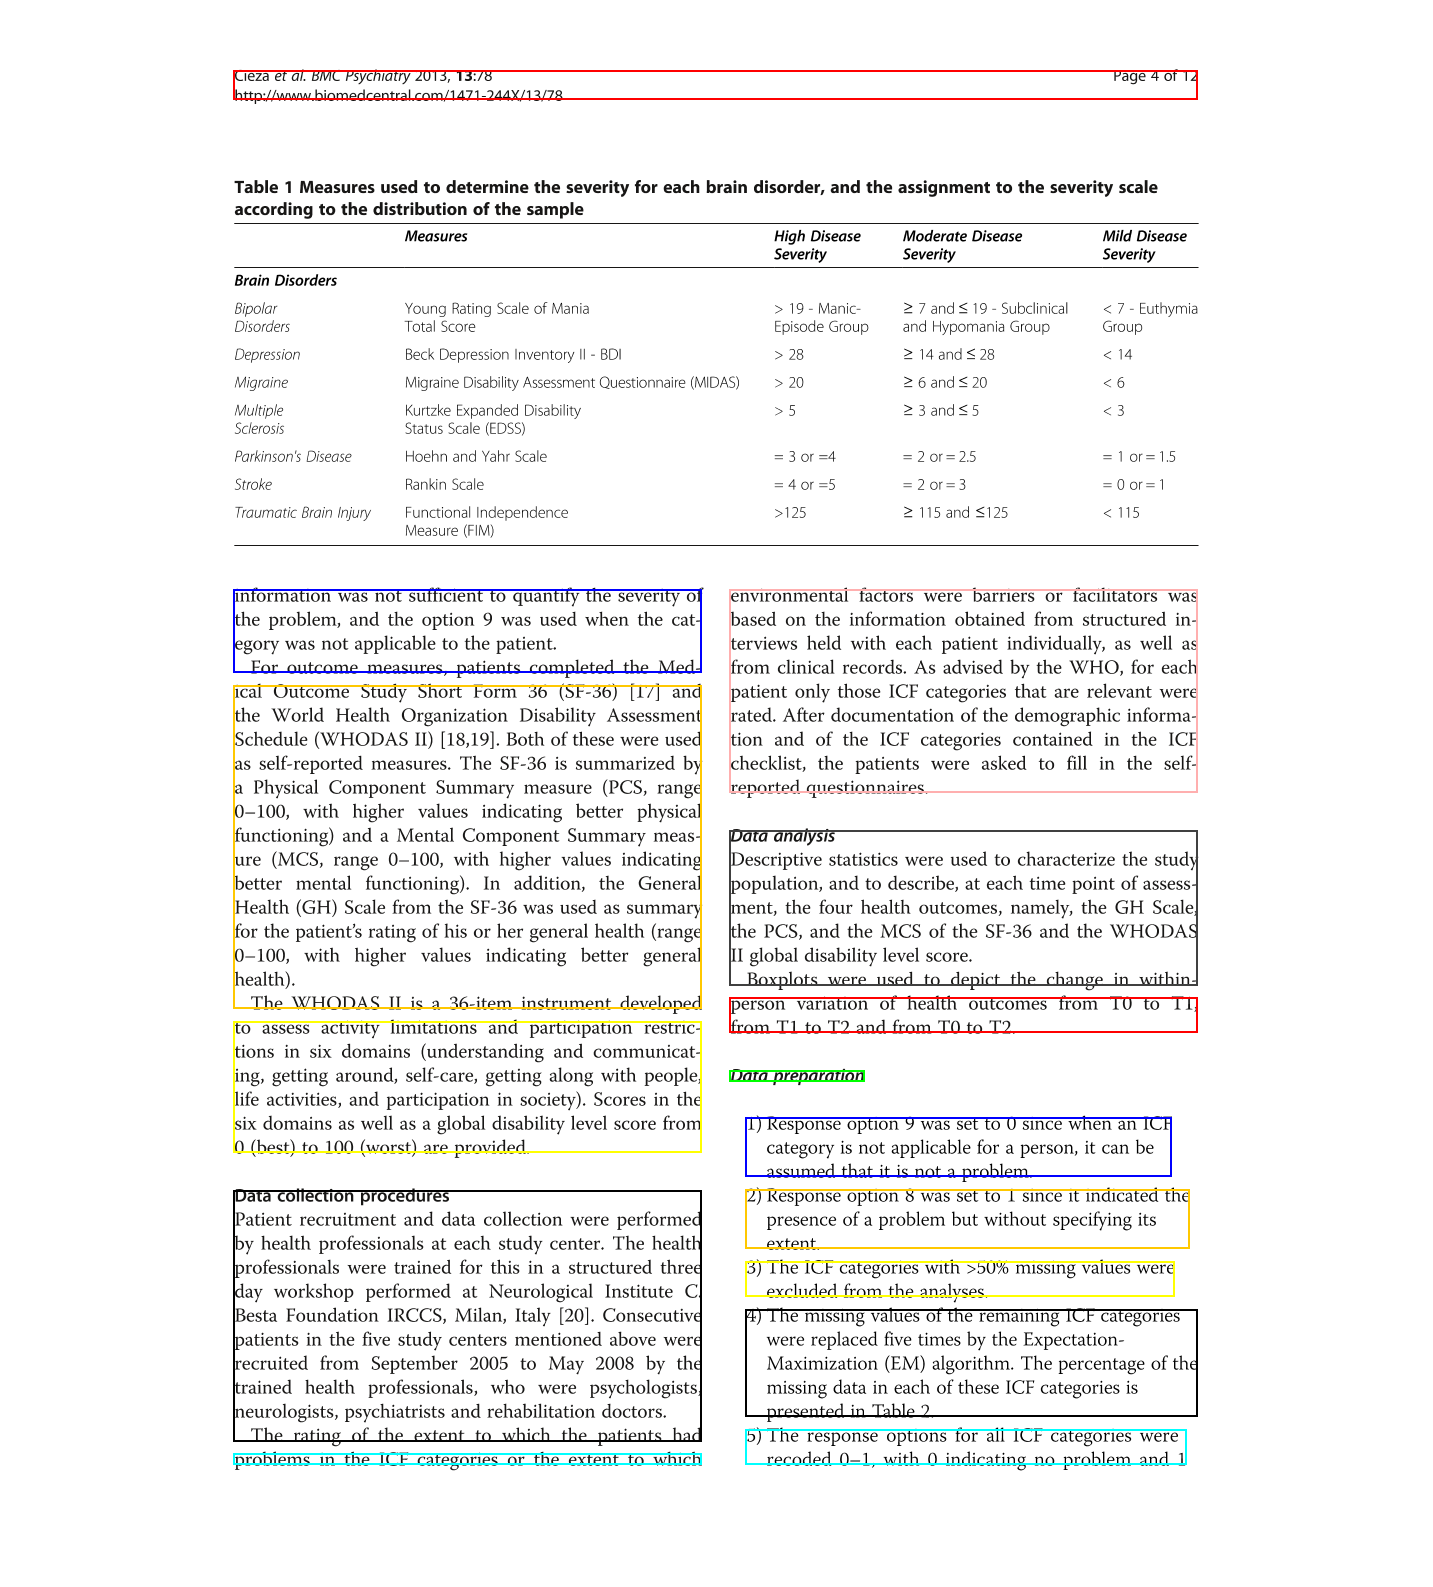 Cieza et al. BMC Psychiatry 2013, 13:78 Page 4 of 12
http://www.biomedcentral.com/1471-244X/13/78
Table 1 Measures used to determine the severity for each brain disorder, and the assignment to the severity scale
according to the distribution of the sample
Measures High Disease Severity Moderate Disease Severity Mild Disease Severity
Brain Disorders
Bipolar Disorders Young Rating Scale of Mania Total Score > 19 - Manic-Episode Group ≥ 7 and ≤ 19 - Subclinical and Hypomania Group < 7 - Euthymia Group
Depression Beck Depression Inventory II - BDI > 28 ≥ 14 and ≤ 28 < 14
Migraine Migraine Disability Assessment Questionnaire (MIDAS) > 20 ≥ 6 and ≤ 20 < 6
Multiple Sclerosis Kurtzke Expanded Disability Status Scale (EDSS) > 5 ≥ 3 and ≤ 5 < 3
Parkinson's Disease Hoehn and Yahr Scale = 3 or =4 = 2 or = 2.5 = 1 or = 1.5
Stroke Rankin Scale = 4 or =5 = 2 or = 3 = 0 or = 1
Traumatic Brain Injury Functional Independence Measure (FIM) >125 ≥ 115 and ≤125 < 115
information was not sufficient to quantify the severity of
the problem, and the option 9 was used when the cat-
egory was not applicable to the patient.
For outcome measures, patients completed the Med-
ical Outcome Study Short Form 36 (SF-36) [17] and
the World Health Organization Disability Assessment
Schedule (WHODAS II) [18,19]. Both of these were used
as self-reported measures. The SF-36 is summarized by
a Physical Component Summary measure (PCS, range
0–100, with higher values indicating better physical
functioning) and a Mental Component Summary meas-
ure (MCS, range 0–100, with higher values indicating
better mental functioning). In addition, the General
Health (GH) Scale from the SF-36 was used as summary
for the patient's rating of his or her general health (range
0–100, with higher values indicating better general
health).
The WHODAS II is a 36-item instrument developed
to assess activity limitations and participation restric-
tions in six domains (understanding and communicat-
ing, getting around, self-care, getting along with people,
life activities, and participation in society). Scores in the
six domains as well as a global disability level score from
0 (best) to 100 (worst) are provided.
Data collection procedures
Patient recruitment and data collection were performed
by health professionals at each study center. The health
professionals were trained for this in a structured three
day workshop performed at Neurological Institute C.
Besta Foundation IRCCS, Milan, Italy [20]. Consecutive
patients in the five study centers mentioned above were
recruited from September 2005 to May 2008 by the
trained health professionals, who were psychologists,
neurologists, psychiatrists and rehabilitation doctors.
The rating of the extent to which the patients had
problems in the ICF categories or the extent to which
environmental factors were barriers or facilitators was
based on the information obtained from structured in-
terviews held with each patient individually, as well as
from clinical records. As advised by the WHO, for each
patient only those ICF categories that are relevant were
rated. After documentation of the demographic informa-
tion and of the ICF categories contained in the ICF
checklist, the patients were asked to fill in the self-
reported questionnaires.
Data analysis
Descriptive statistics were used to characterize the study
population, and to describe, at each time point of assess-
ment, the four health outcomes, namely, the GH Scale,
the PCS, and the MCS of the SF-36 and the WHODAS
II global disability level score.
Boxplots were used to depict the change in within-
person variation of health outcomes from T0 to T1,
from T1 to T2 and from T0 to T2.
Data preparation
1) Response option 9 was set to 0 since when an ICF
category is not applicable for a person, it can be
assumed that it is not a problem.
2) Response option 8 was set to 1 since it indicated the
presence of a problem but without specifying its
extent.
3) The ICF categories with >50% missing values were
excluded from the analyses.
4) The missing values of the remaining ICF categories
were replaced five times by the Expectation-
Maximization (EM) algorithm. The percentage of the
missing data in each of these ICF categories is
presented in Table 2.
5) The response options for all ICF categories were
recoded 0–1, with 0 indicating no problem and 1